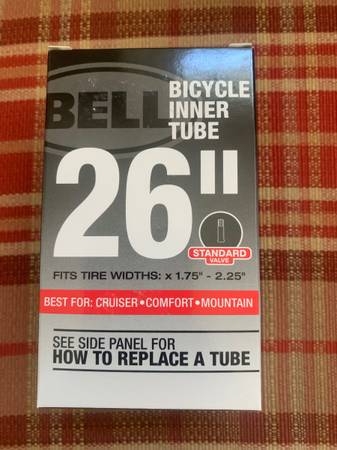 BELL
BICYCLE
INNER
TUBE
26"
STANDARD
VALVE
FITS TIRE WIDTHS: x 1.75" - 2.25"
BEST FOR: CRUISER•COMFORT•MOUNTAIN
SEE SIDE PANEL FOR
HOW TO REPLACE A TUBE